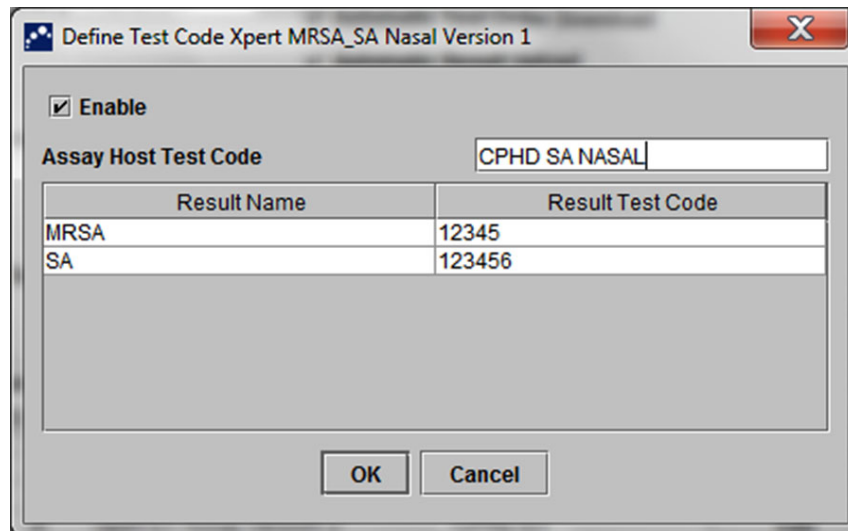 Define Test Code Xpert MRSA_SA Nasal Version 1
Enable
Assay Host Test Code CPHD SA NASAL
Result Name Result Test Code
MRSA 12345
SA 123456
OK Cancel